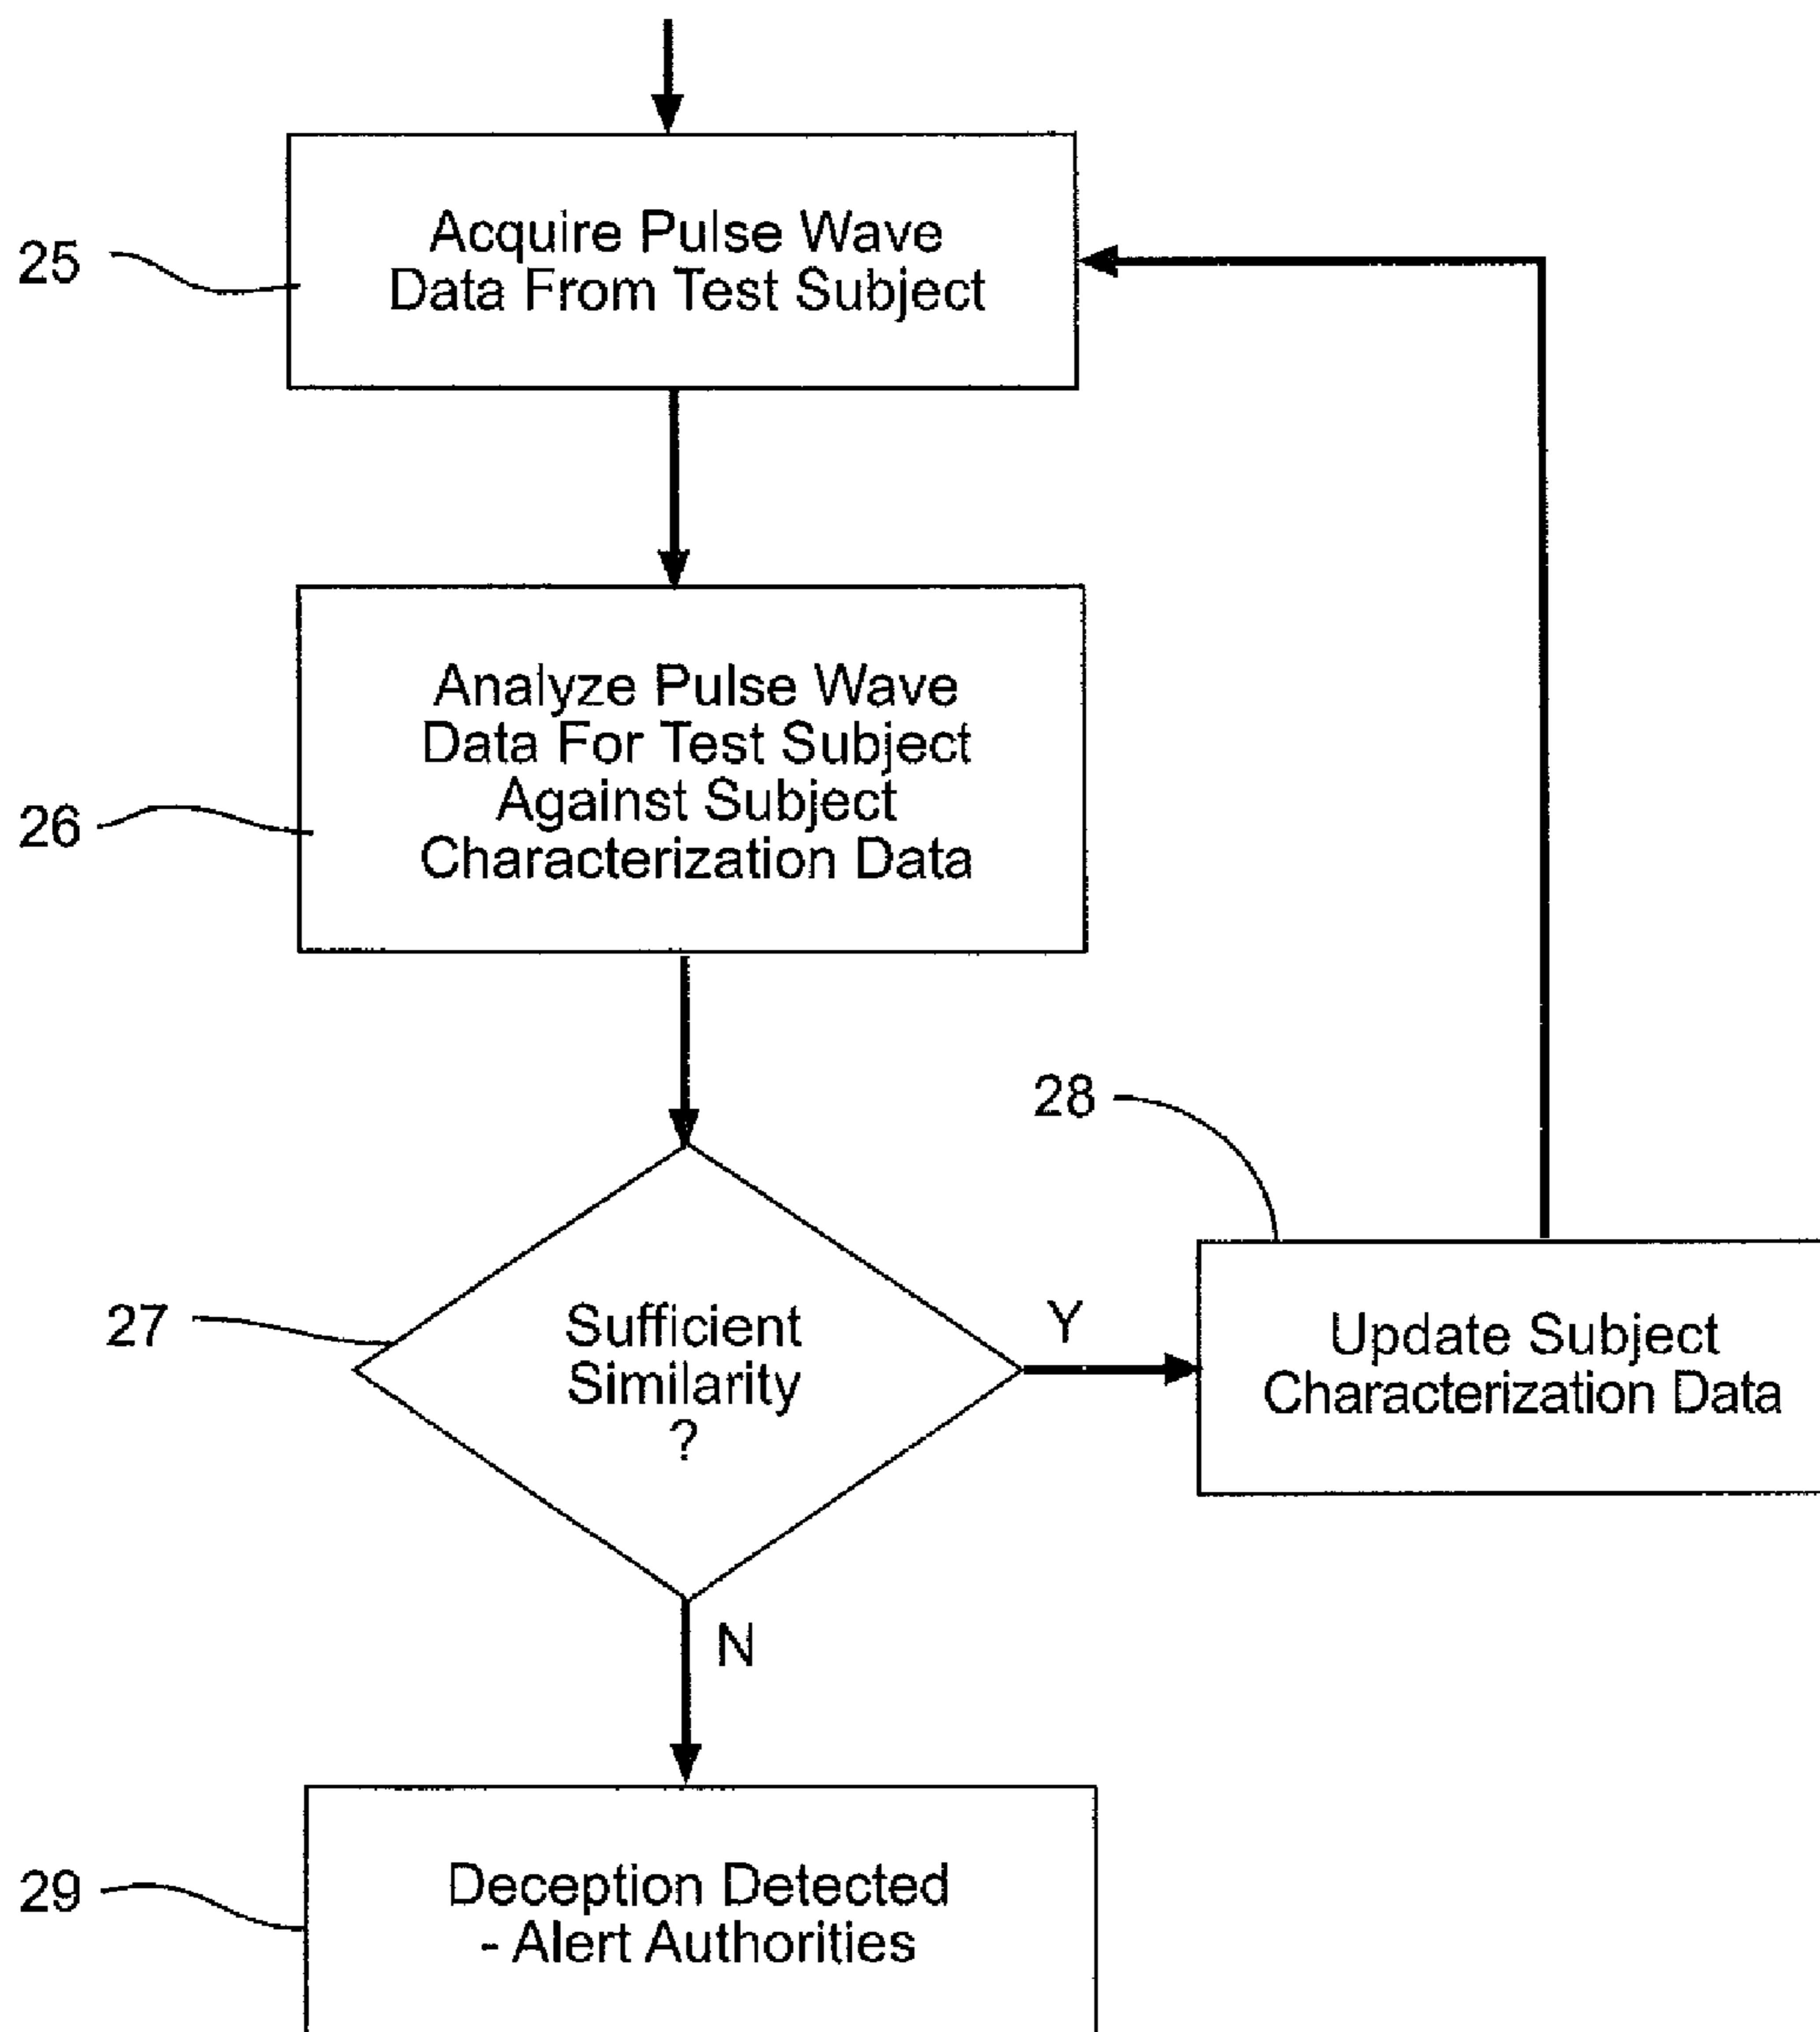 25
Acquire Pulse Wave
Data From Test Subject
26
Analyze Pulse Wave
Data For Test Subject
Against Subject
Characterization Data
27
Sufficient
Similarity
?
Y
28
Update Subject
Characterization Data
N
29
Deception Detected
- Alert Authorities